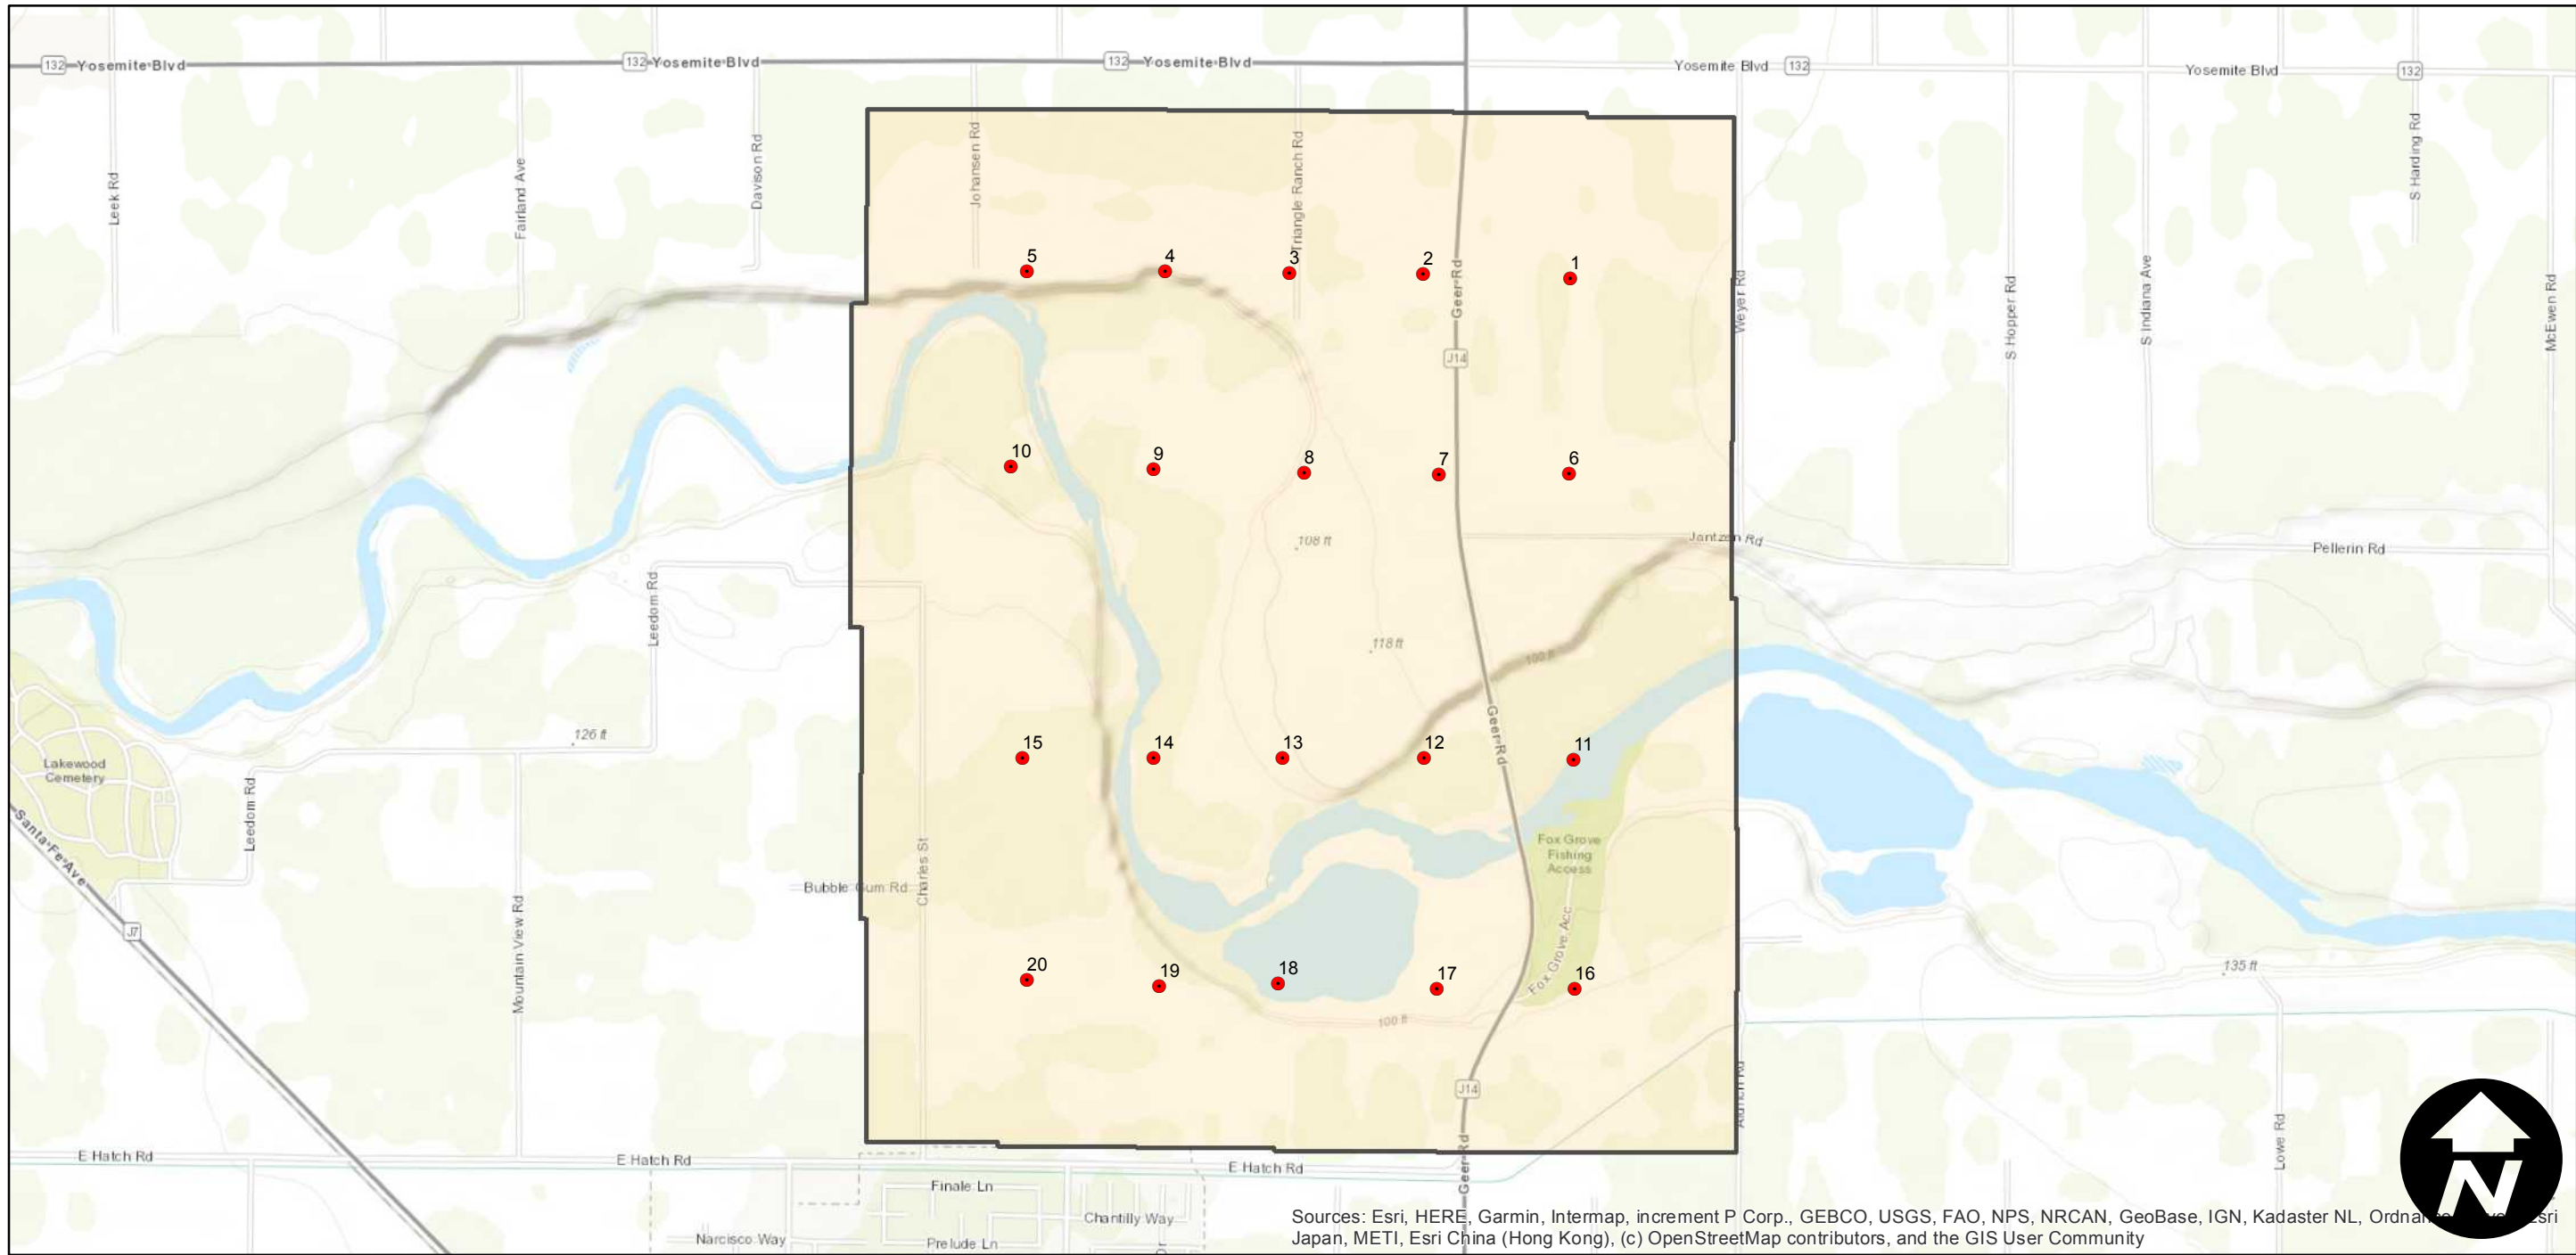 132 Yosemite Blvd
132 Yosemite Blvd
132 Yosemite Blvd
Yosemite Blvd 132
Yosemite Blvd 132
Leek Rd
Fairland Ave
Davison Rd
Johansen Rd
Triangle Ranch Rd
Geer Rd
Weyer Rd
S Hopper Rd
S Indiana Ave
S Harding Rd
McEwen Rd
5
4
3
2
1
J14
10
9
8
7
6
108 ft
Jantzen Rd
Pellerin Rd
Leedom Rd
118 ft
100 ft
126 ft
Geer Rd
15
14
13
12
11
Lakewood
Cemetery
Leedom Rd
Santa Fe Ave
Fox Grove
Fishing
Access
Bubble Gum Rd
Charles St
J7
Mountain View Rd
Fox Grove Acc
20
19
18
17
16
135 ft
100 ft
J14
Lowe Rd
E Hatch Rd
E Hatch Rd
E Hatch Rd
Geer Rd
Finale Ln
Chantilly Way
Narcisco Way
Prelude Ln
Dr
N
Sources: Esri, HERE, Garmin, Intermap, increment P Corp., GEBCO, USGS, FAO, NPS, NRCAN, GeoBase, IGN, Kadaster NL, Esri
Japan, METI, Esri China (Hong Kong), (c) OpenStreetMap contributors, and the GIS User Community